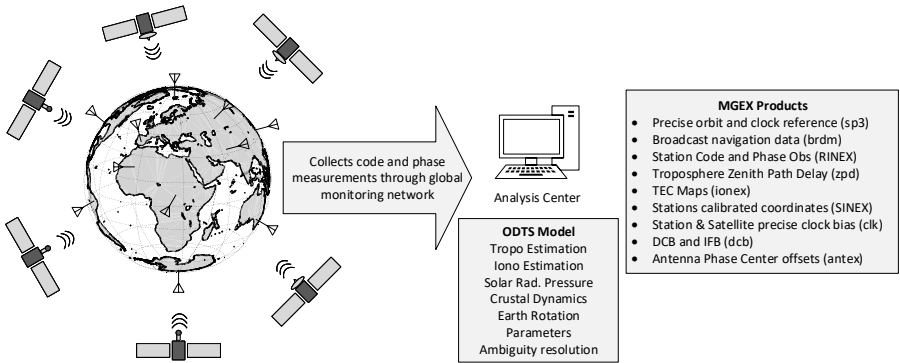 Collects code and phase
measurements through global
monitoring network
Analysis Center
ODTS Model
Tropo Estimation
Iono Estimation
Solar Rad. Pressure
Crustal Dynamics
Earth Rotation
Parameters
Ambiguity resolution
MGEX Products
• Precise orbit and clock reference (sp3)
• Broadcast navigation data (brdm)
• Station Code and Phase Obs (RINEX)
• Troposphere Zenith Path Delay (zpd)
• TEC Maps (ionex)
• Stations calibrated coordinates (SINEX)
• Station & Satellite precise clock bias (clk)
• DCB and IFB (dcb)
• Antenna Phase Center offsets (antex)